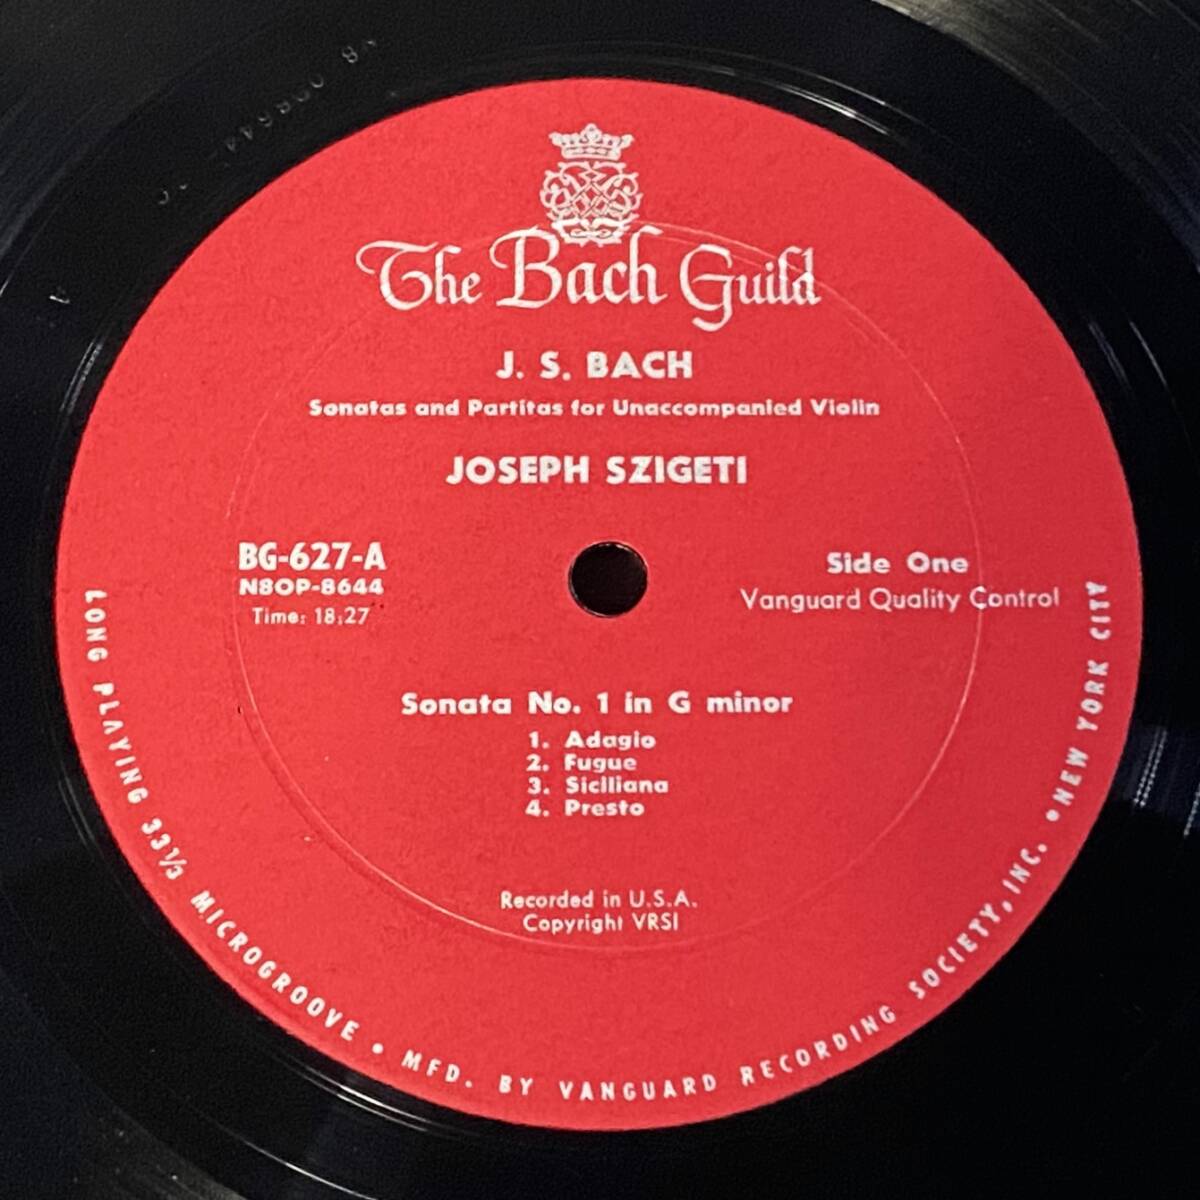 The Bach Guild
J. S. BACH
Sonatas and Partitas for Unaccompanied Violin
JOSEPH SZIGETI
BG-627-A
N8OP-8644
Time: 18:27
Side One
Vanguard Quality Control
Sonata No. 1 in G minor
1. Adagio
2. Fugue
3. Siciliana
4. Presto
Recorded in U.S.A.
Copyright VRSI
LONG PLAYING 33⅓ MICROGROOVE • MFD. BY VANGUARD RECORDING SOCIETY, INC. • NEW YORK CITY